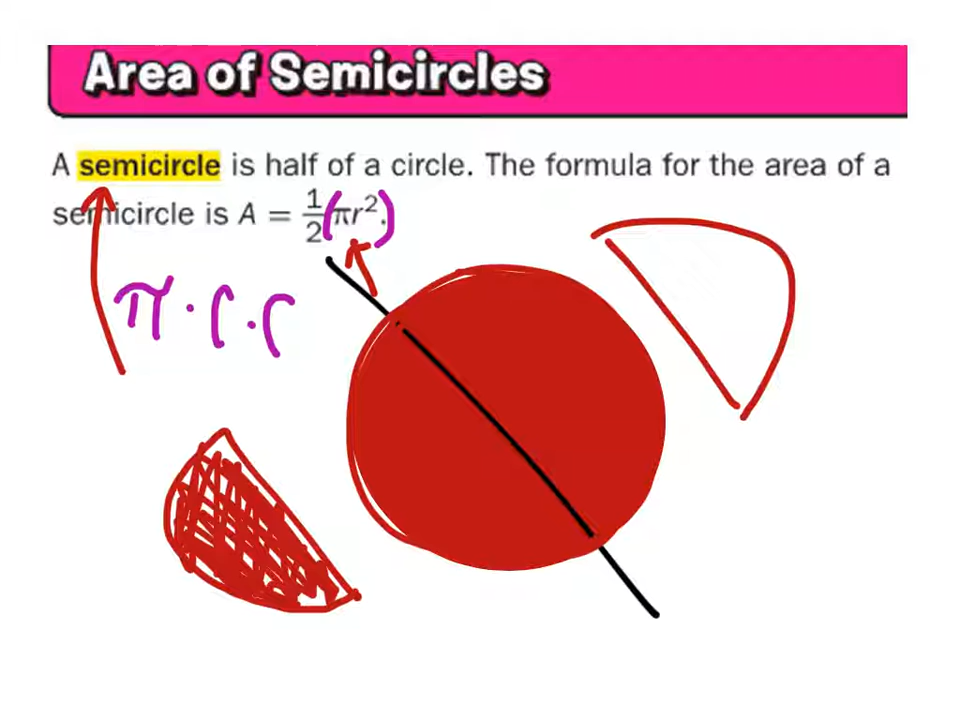 Area of Semicircles
A semicircle is half of a circle. The formula for the area of a
semicircle is A = 1/2 (πr².)
π · r · r